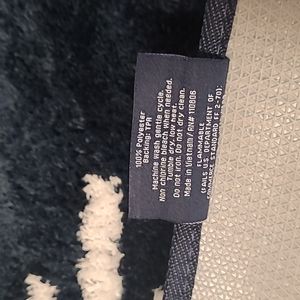 100% Polyester
Backing: TPR
Machine wash gentle cycle.
Non chlorine bleach when needed.
Tumble dry, low heat.
Do not iron. Do not dry clean.
Made in Vietnam / RN# 110606
FLAMMABLE
(FAILS U.S. DEPARTMENT OF
COMMERCE STANDARD FF 2-70):